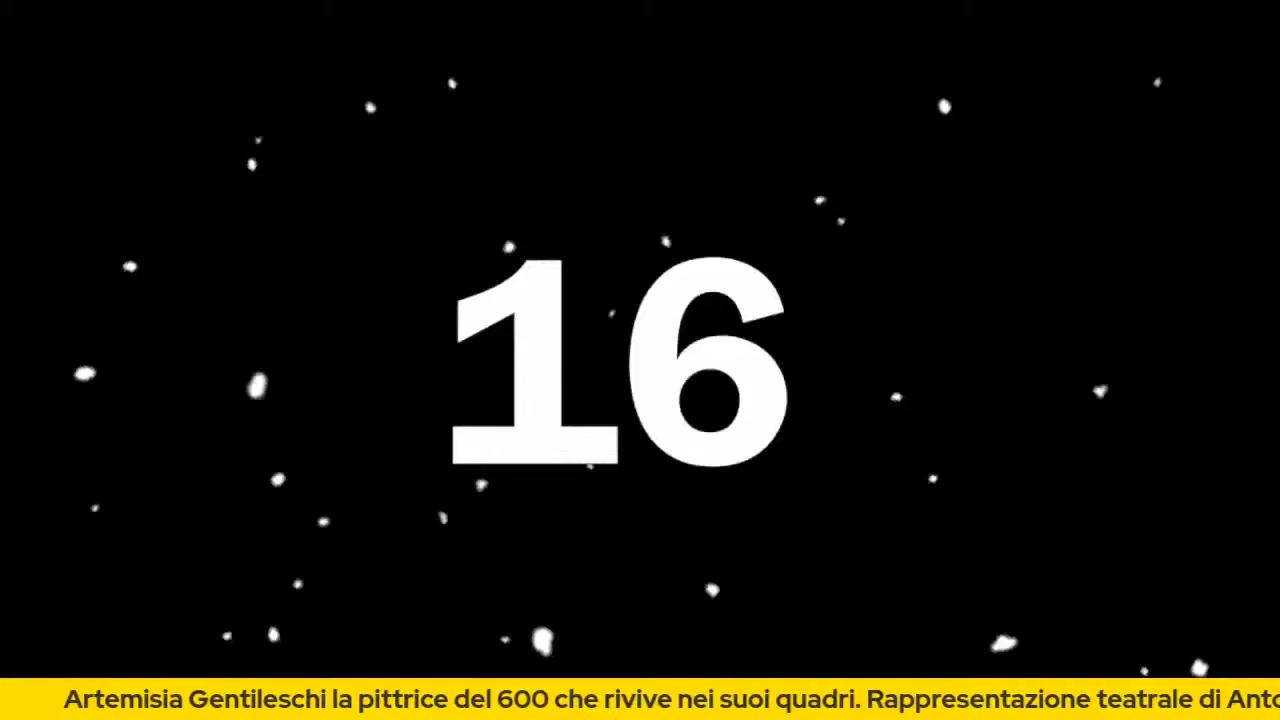 16
Artemisia Gentileschi la pittrice del 600 che rivive nei suoi quadri. Rappresentazione teatrale di